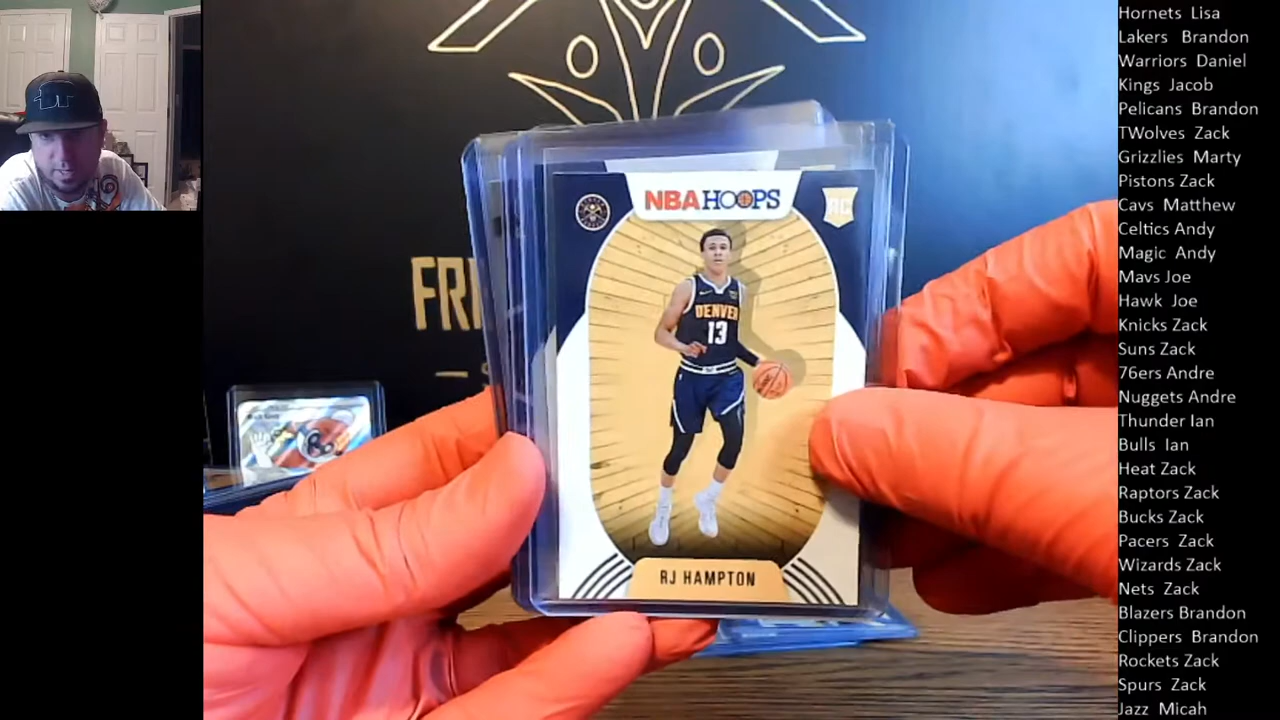 NBA HOOPS
RC
DENVER
13
RJ HAMPTON
FRI
Hornets Lisa
Lakers Brandon
Warriors Daniel
Kings Jacob
Pelicans Brandon
TWolves Zack
Grizzlies Marty
Pistons Zack
Cavs Matthew
Celtics Andy
Magic Andy
Mavs Joe
Hawk Joe
Knicks Zack
Suns Zack
76ers Andre
Nuggets Andre
Thunder Ian
Bulls Ian
Heat Zack
Raptors Zack
Bucks Zack
Pacers Zack
Wizards Zack
Nets Zack
Blazers Brandon
Clippers Brandon
Rockets Zack
Spurs Zack
Jazz Micah